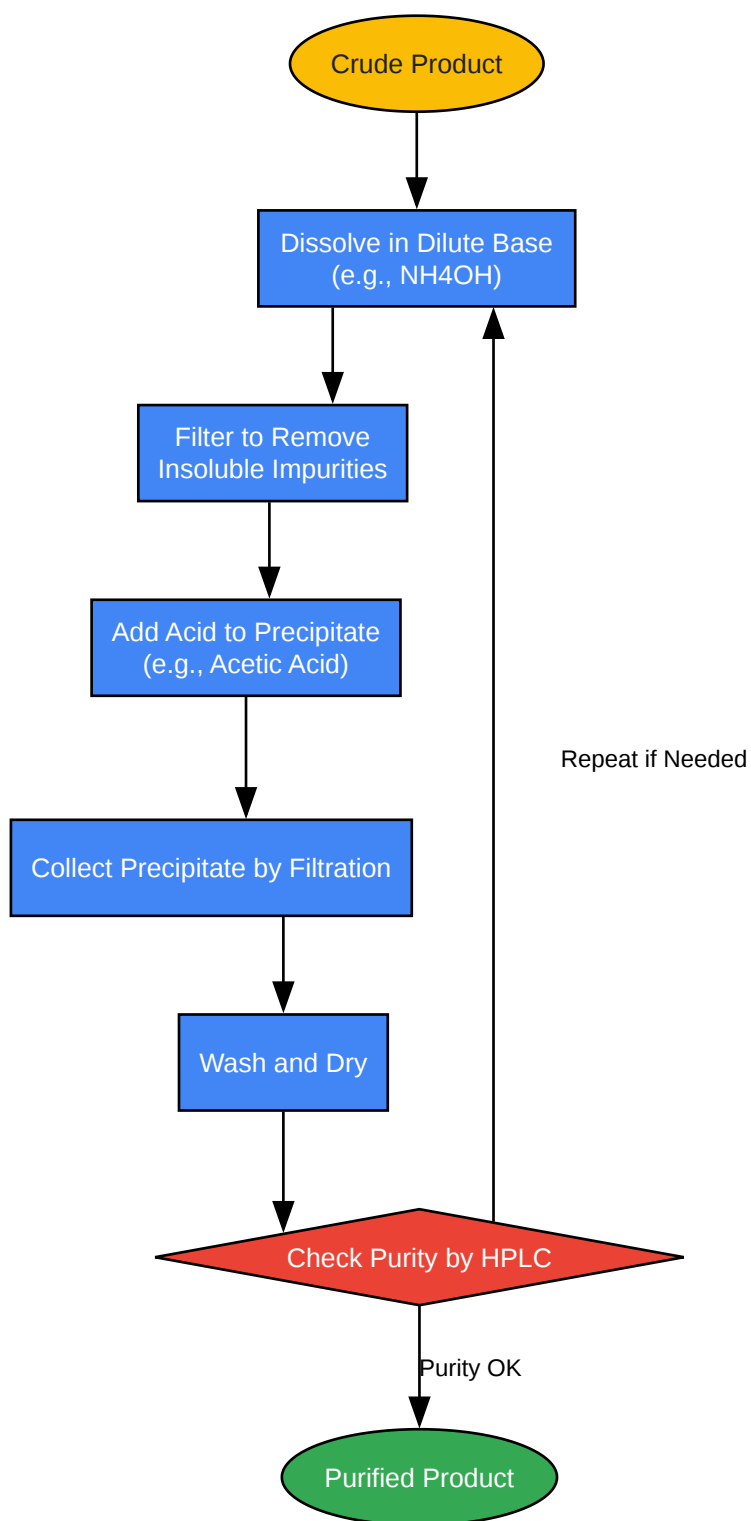 Crude Product
Dissolve in Dilute Base
(e.g., NH4OH)
Filter to Remove
Insoluble Impurities
Add Acid to Precipitate
(e.g., Acetic Acid)
Repeat if Needed
Collect Precipitate by Filtration
Wash and Dry
Check Purity by HPLC
Purity OK
Purified Product